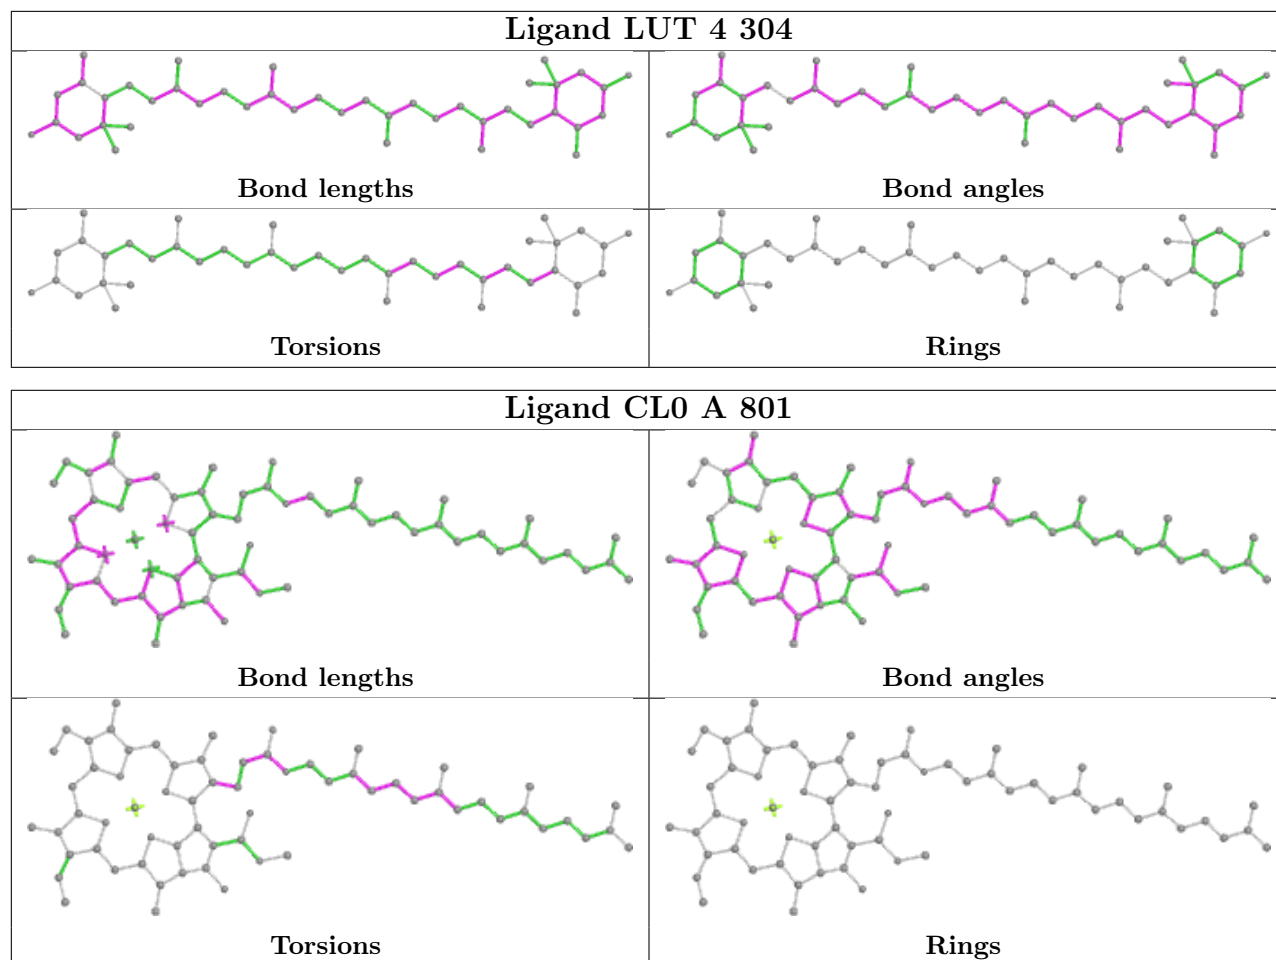 Ligand LUT 4 304
Bond lengths
Bond angles
Torsions
Rings
Ligand CL0 A 801
Bond lengths
Bond angles
Torsions
Rings